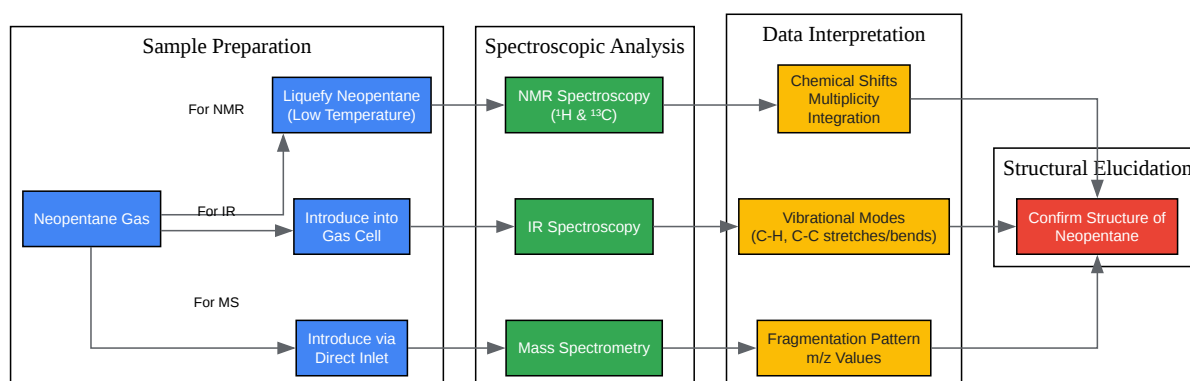 Sample Preparation
Spectroscopic Analysis
Data Interpretation
Structural Elucidation
For NMR
Liquefy Neopentane
(Low Temperature)
NMR Spectroscopy
(¹H & ¹³C)
Chemical Shifts
Multiplicity
Integration
Neopentane Gas
For IR
Introduce into
Gas Cell
IR Spectroscopy
Vibrational Modes
(C-H, C-C stretches/bends)
Confirm Structure of
Neopentane
For MS
Introduce via
Direct Inlet
Mass Spectrometry
Fragmentation Pattern
m/z Values